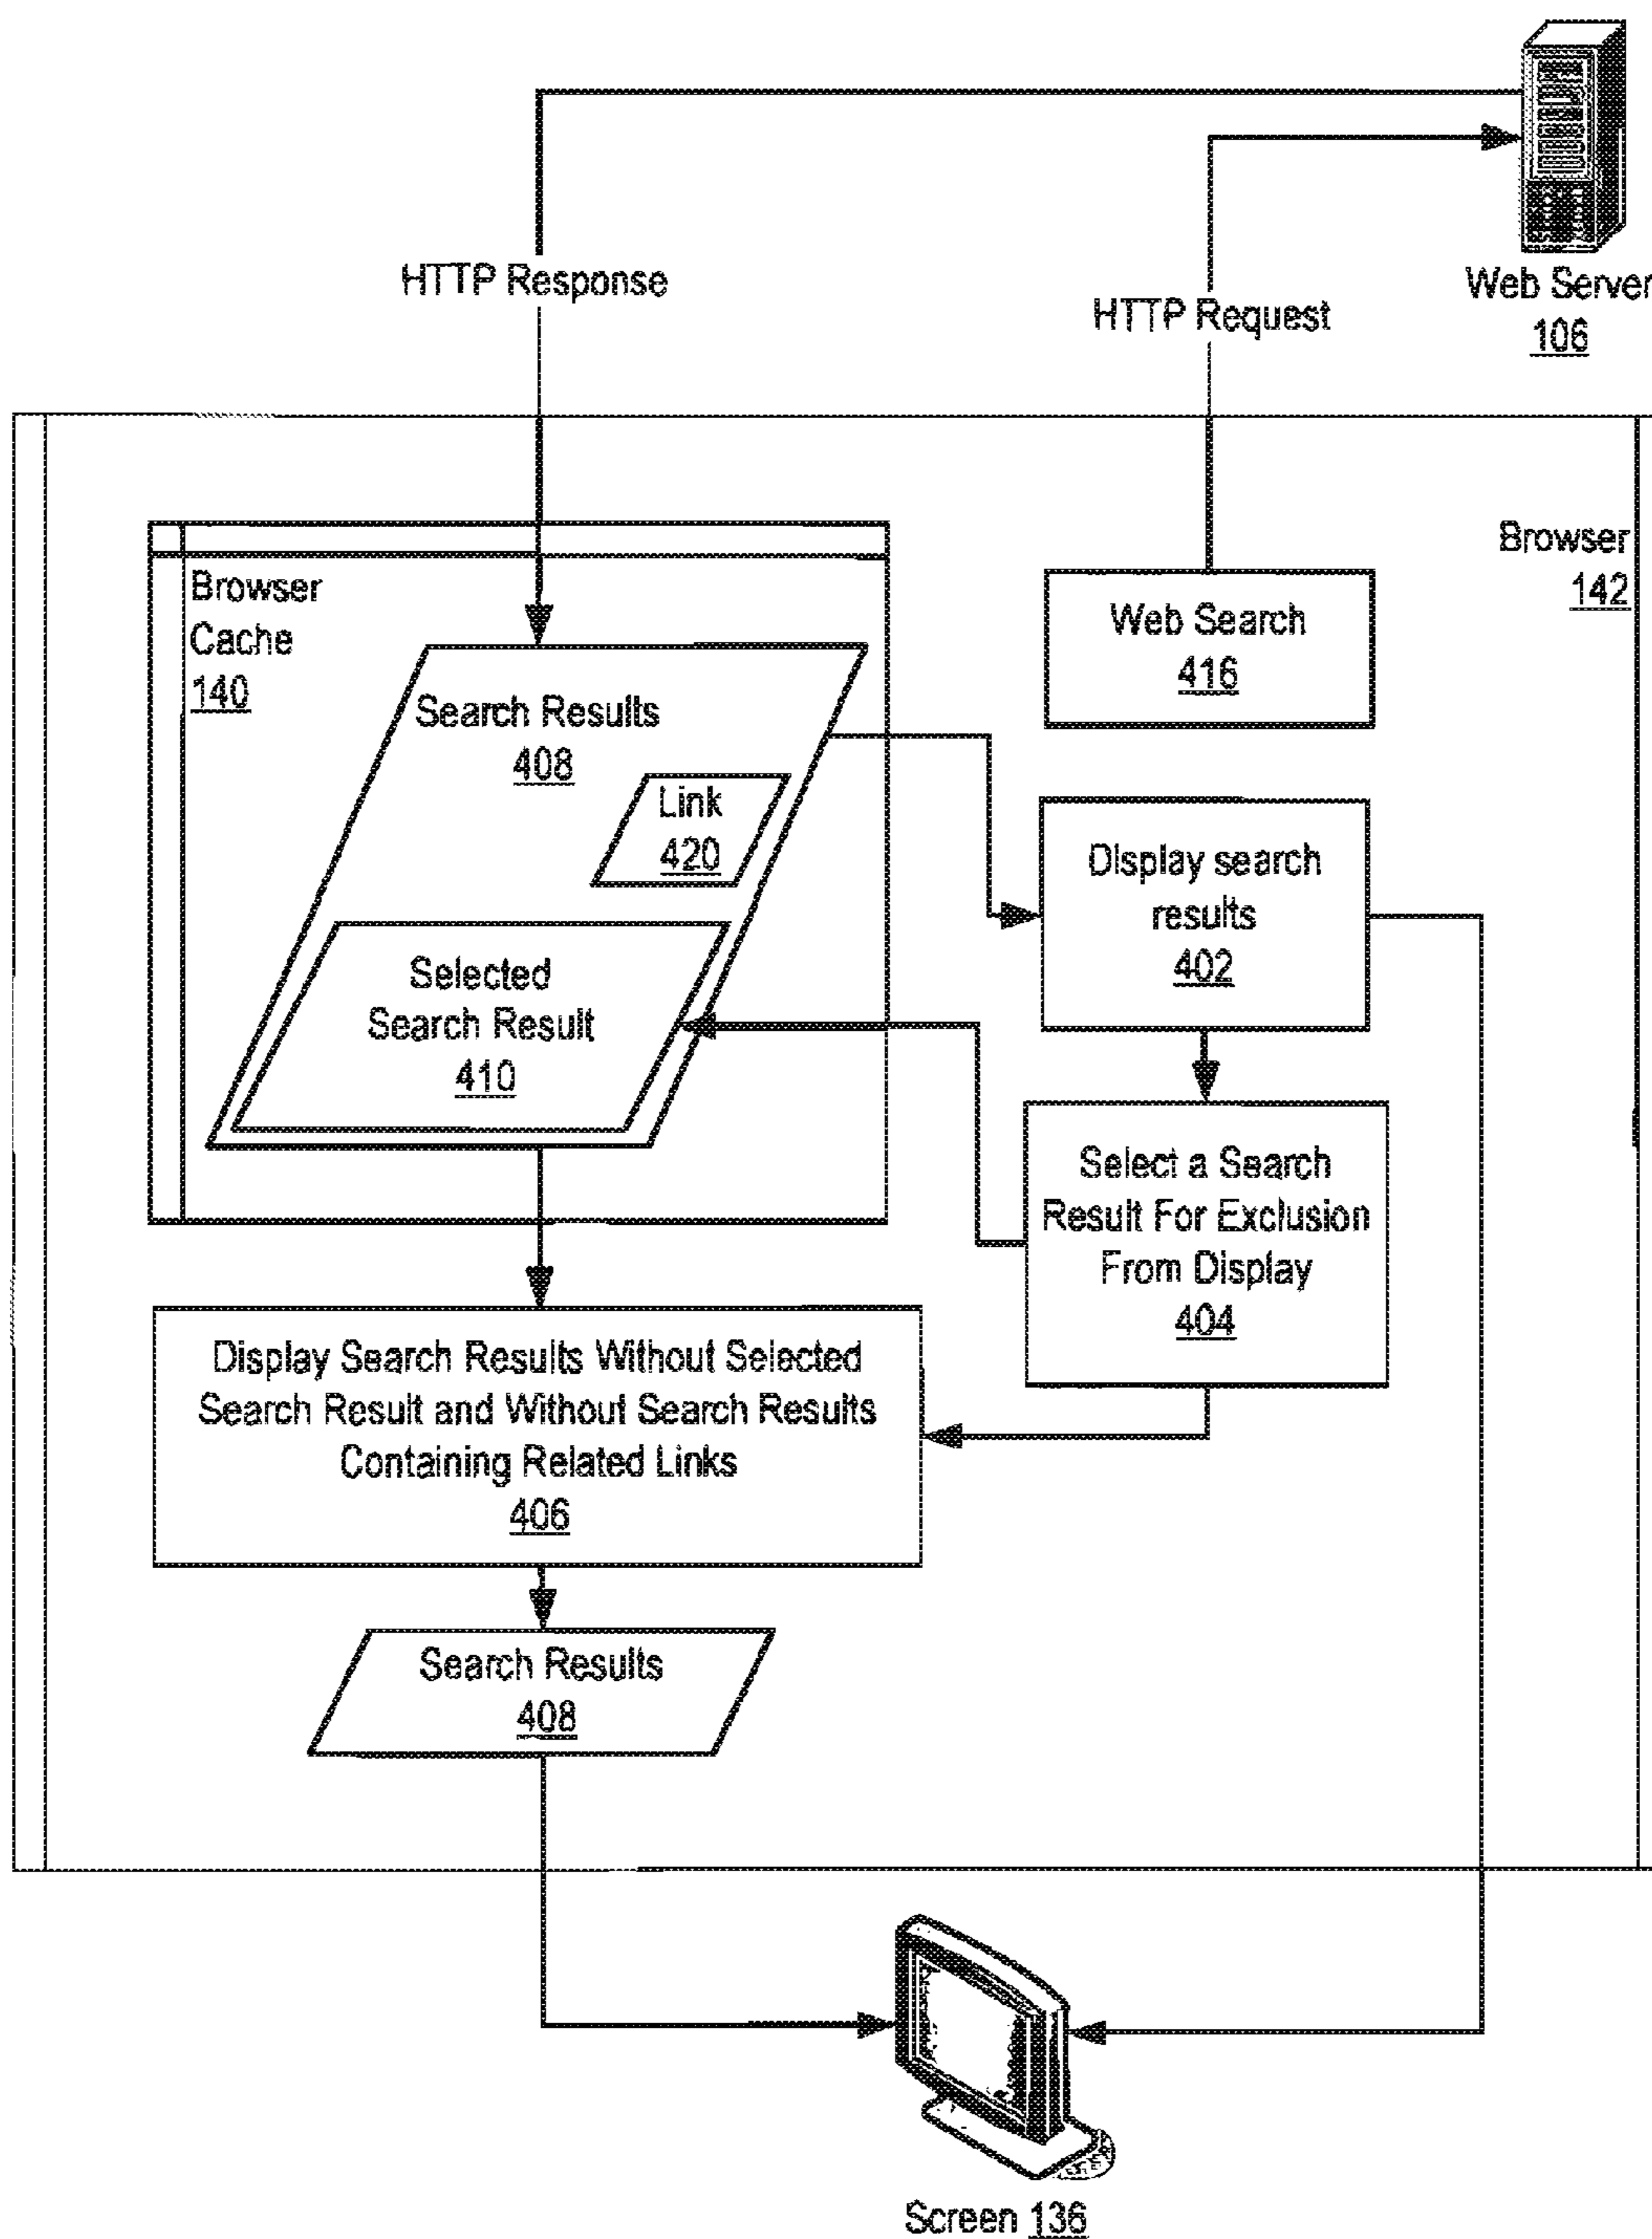 HTTP Response
HTTP Request
Web Server
106
Browser
142
Browser
Cache
140
Web Search
416
Search Results
408
Link
420
Display search
results
402
Selected
Search Result
410
Select a Search
Result For Exclusion
From Display
404
Display Search Results Without Selected
Search Result and Without Search Results
Containing Related Links
406
Search Results
408
Screen 136